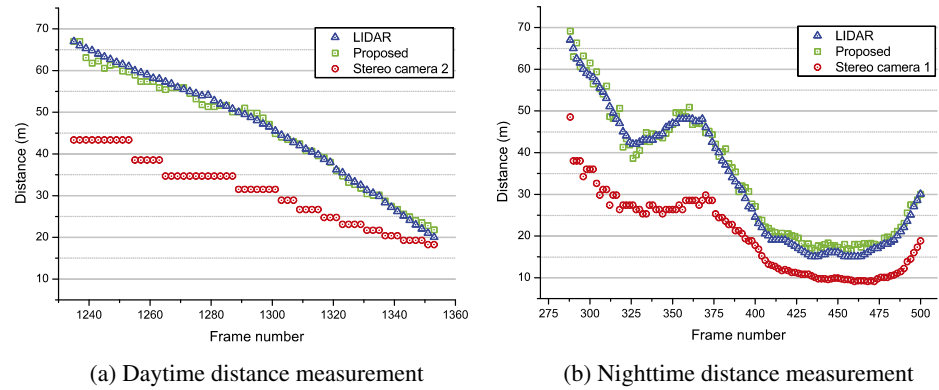 70
60
50
40
30
20
10
Distance (m)
LIDAR
Proposed
Stereo camera 2
1240 1260 1280 1300 1320 1340 1360
Frame number
(a) Daytime distance measurement
70
60
50
40
30
20
10
Distance (m)
LIDAR
Proposed
Stereo camera 1
275 300 325 350 375 400 425 450 475 500
Frame number
(b) Nighttime distance measurement